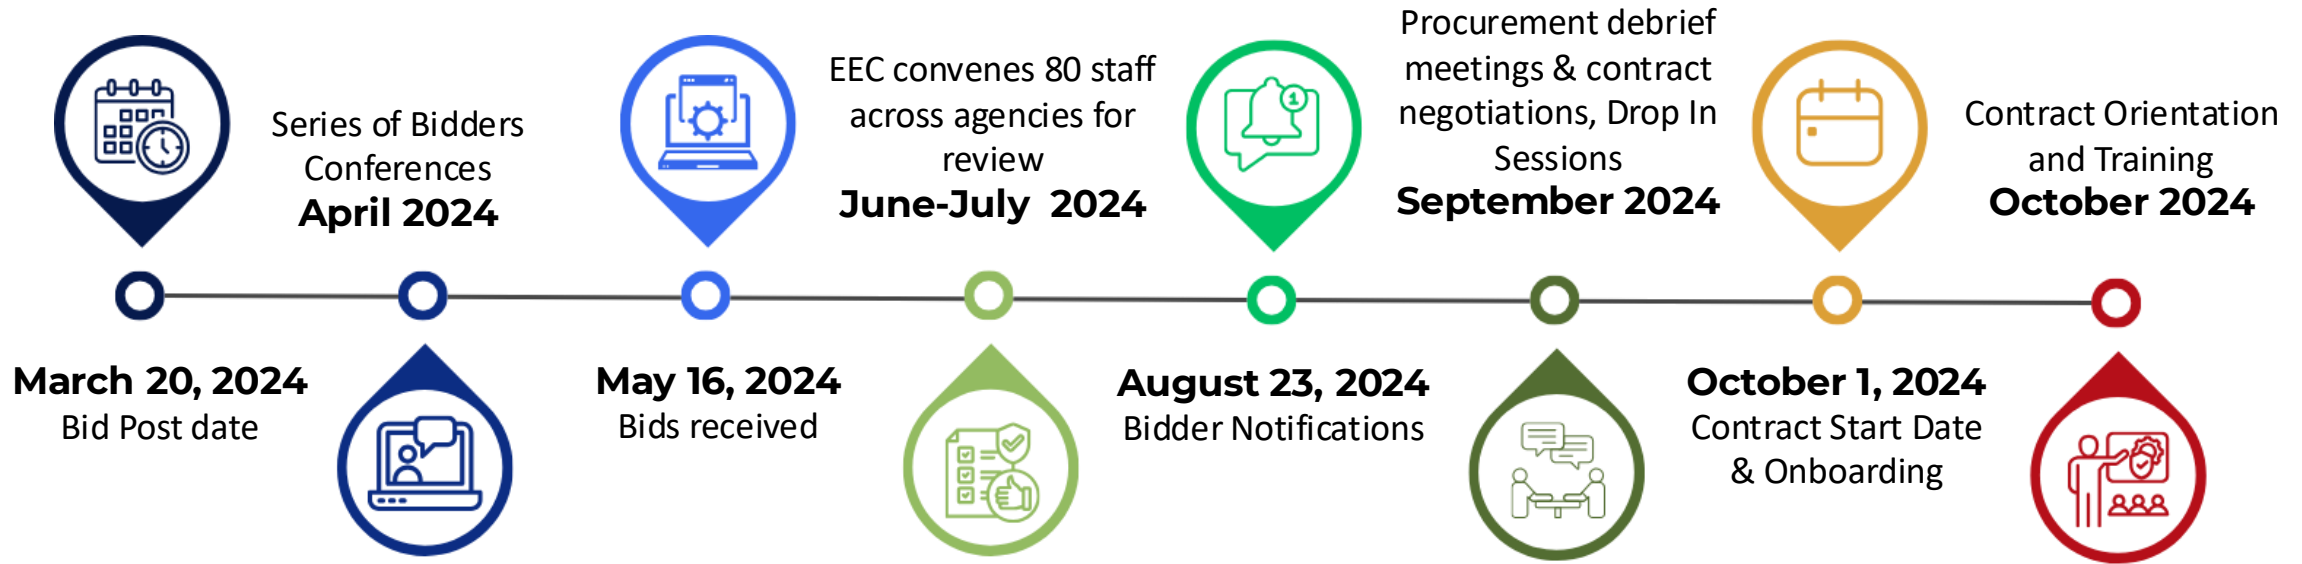 March 20, 2024
Bid Post date
Series of Bidders
Conferences
April 2024
May 16, 2024
Bids received
EEC convenes 80 staff
across agencies for
review
June-July 2024
1
August 23, 2024
Bidder Notifications
Procurement debrief
meetings & contract
negotiations, Drop In
Sessions
September 2024
October 1, 2024
Contract Start Date
& Onboarding
Contract Orientation
and Training
October 2024